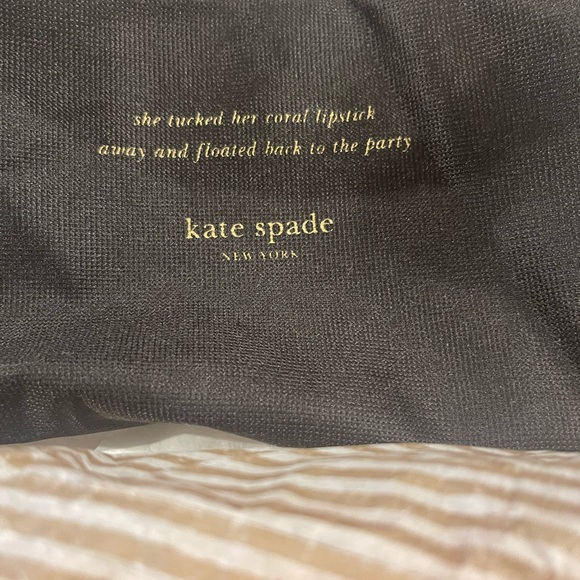 she tucked her coral lipstick
away and floated back to the party
kate spade
NEW YORK